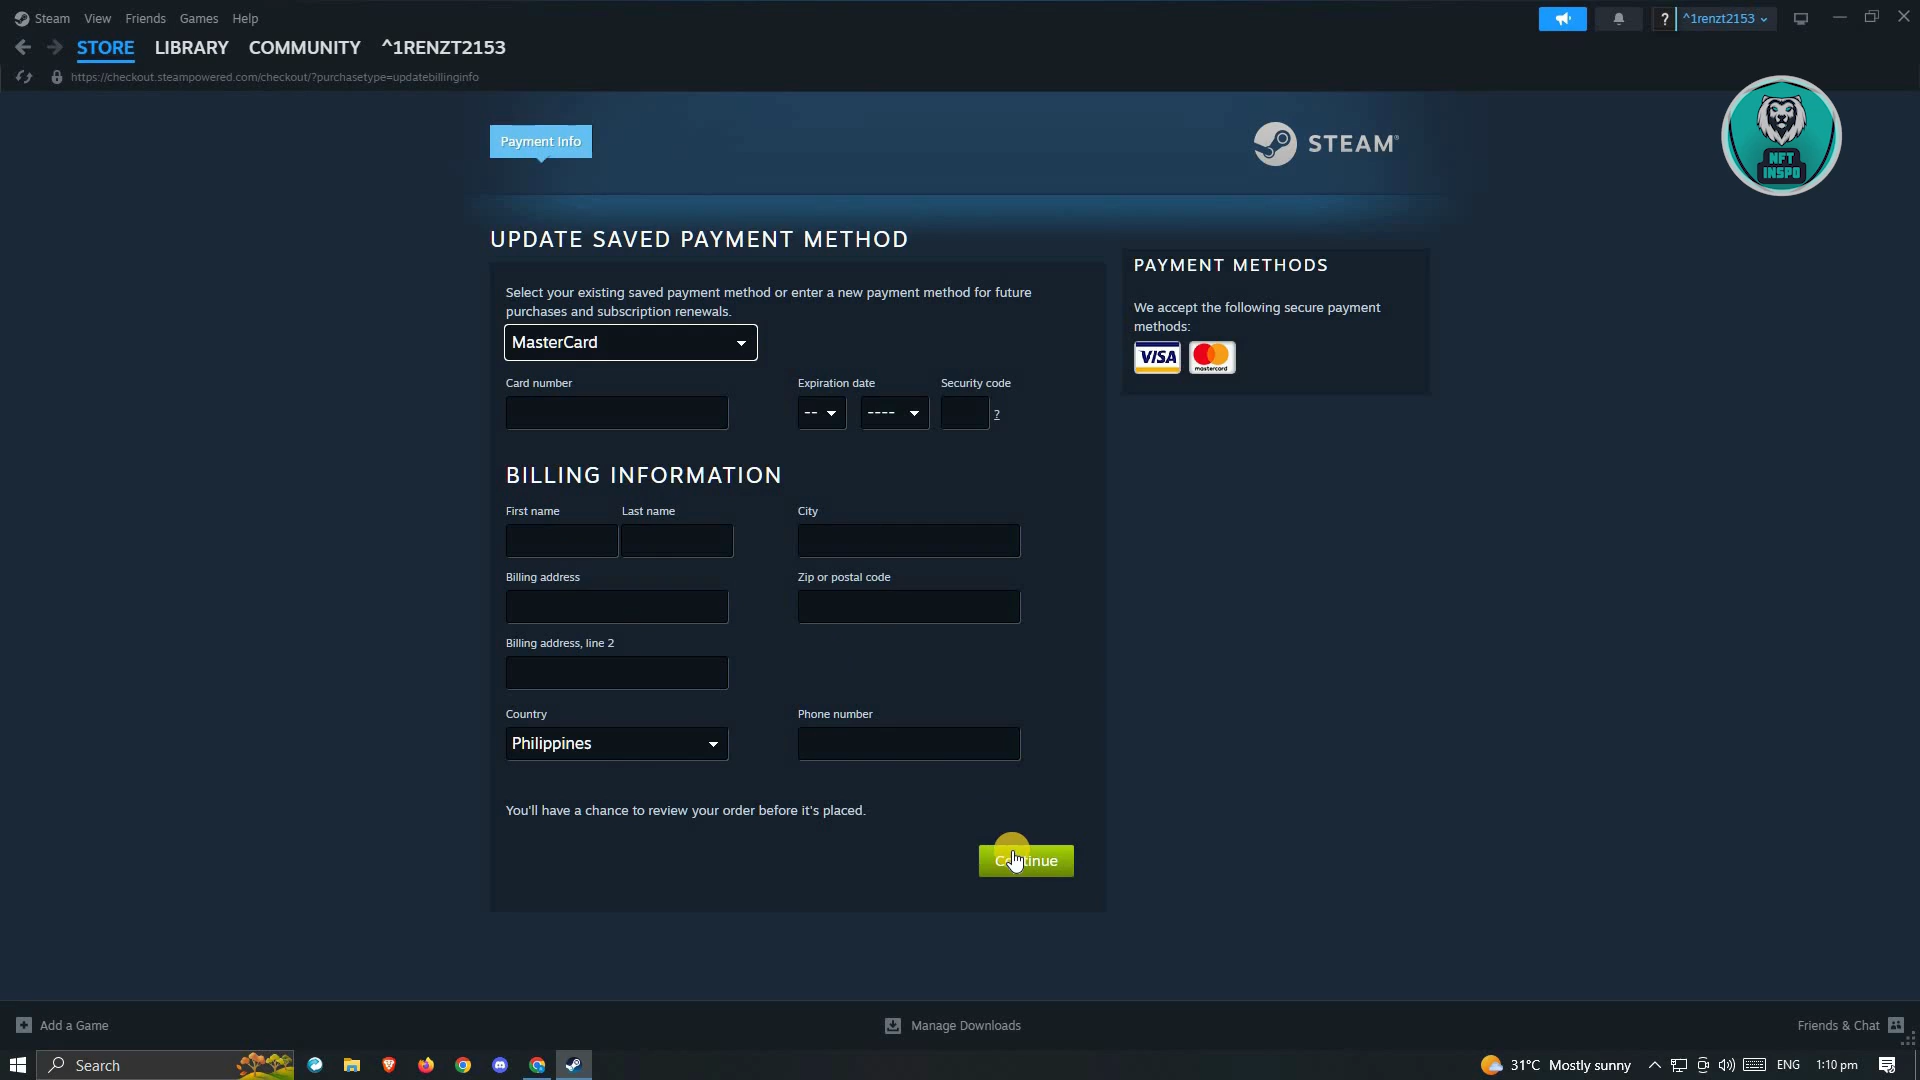 Steam View Friends Games Help
^1renzt2153
STORE LIBRARY COMMUNITY ^1RENZT2153
https://checkout.steampowered.com/checkout/?purchasetype=updatebillinginfo
Payment Info
STEAM®
NFT
INSPO
UPDATE SAVED PAYMENT METHOD
Select your existing saved payment method or enter a new payment method for future
purchases and subscription renewals.
MasterCard
Card number
Expiration date
Security code
--
----
?
BILLING INFORMATION
First name
Last name
City
Billing address
Zip or postal code
Billing address, line 2
Country
Phone number
Philippines
You'll have a chance to review your order before it's placed.
Continue
PAYMENT METHODS
We accept the following secure payment
methods:
VISA
mastercard
Add a Game
Manage Downloads
Friends & Chat
Search
31°C Mostly sunny
ENG
1:10 pm